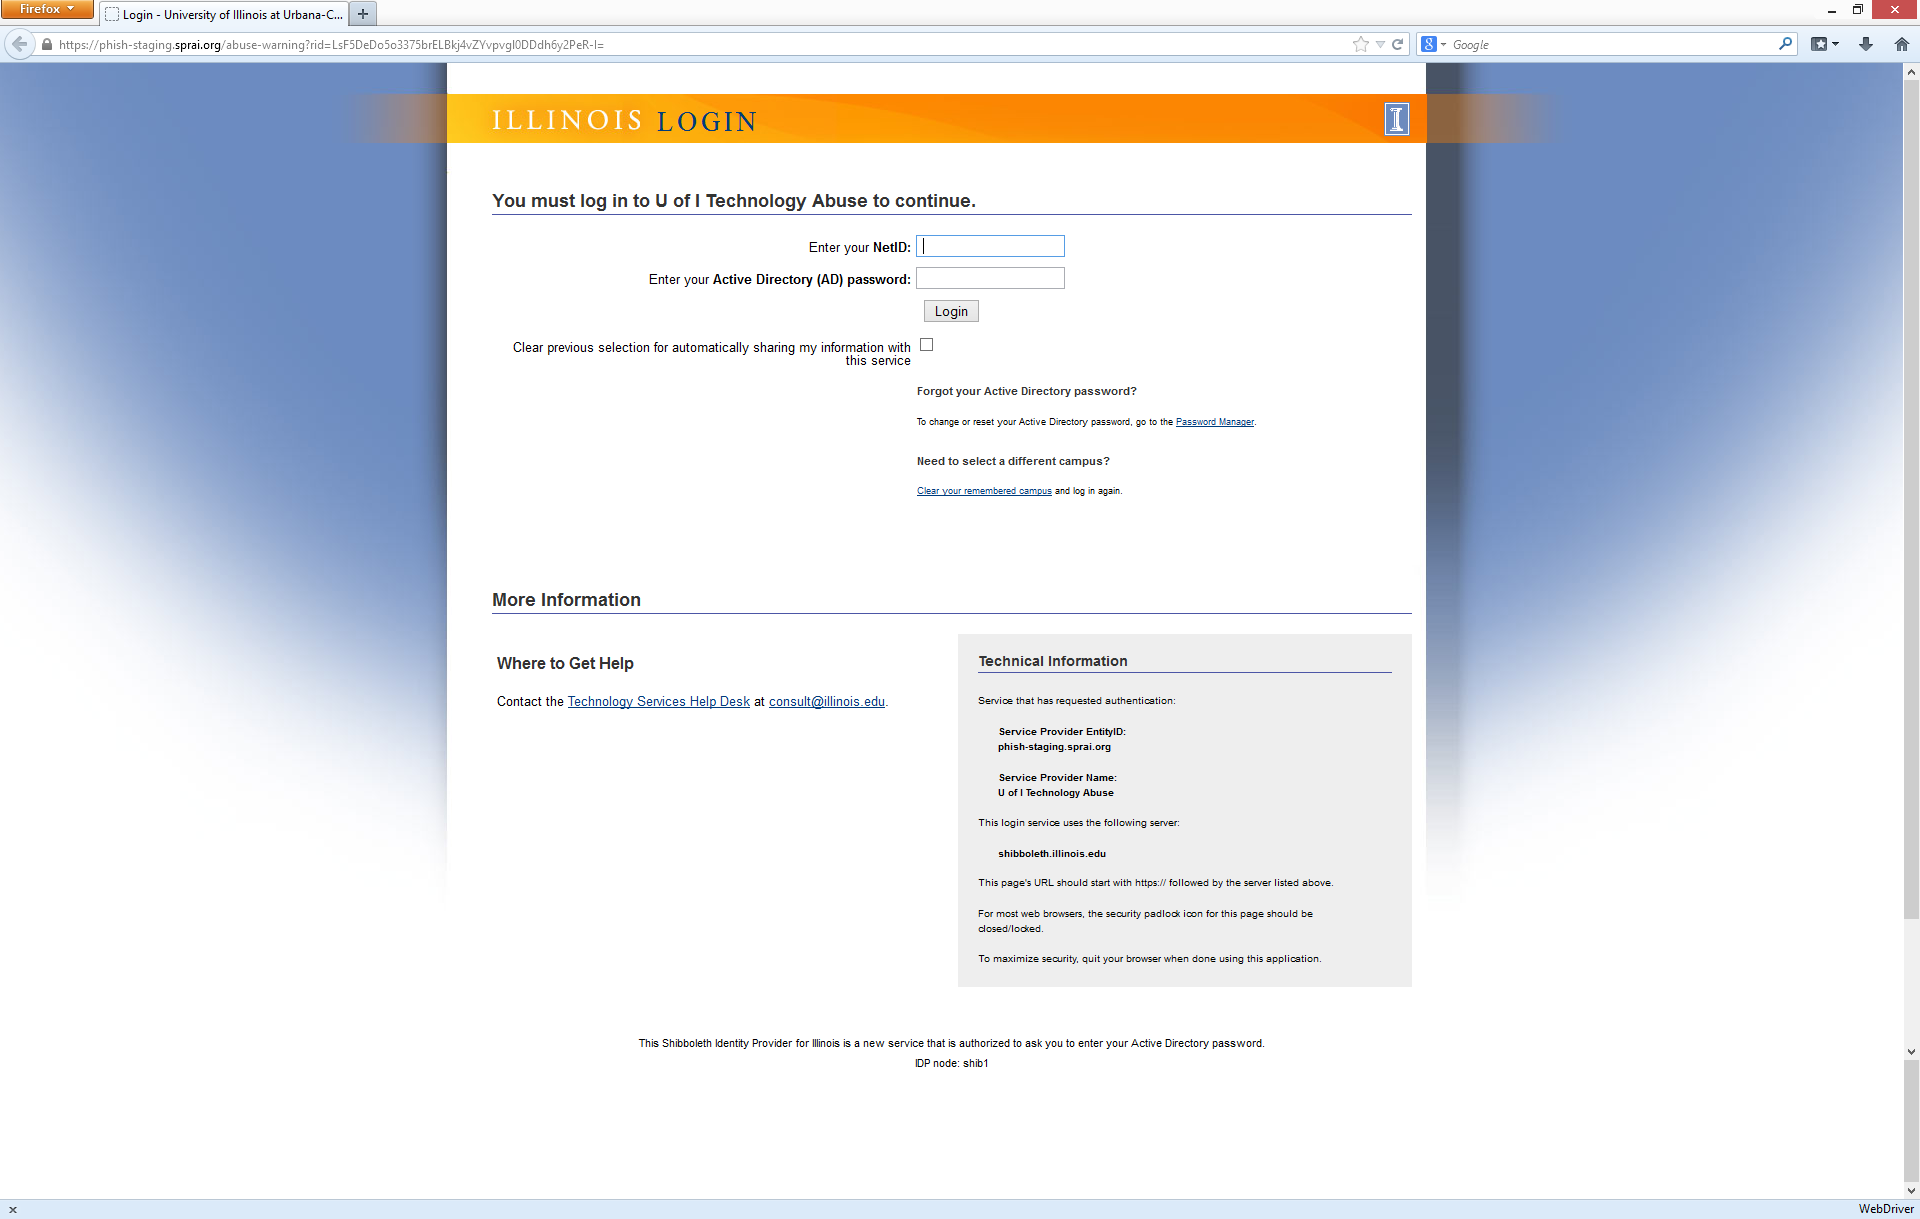 Firefox
Login - University of Illinois at Urbana-C...
https://phish-staging.sprai.org/abuse-warning?rid=LsF5DeDo5o3375brELBkj4vZYvpvgI0DDdh6y2PeR-I=
Google
ILLINOIS LOGIN
You must log in to U of I Technology Abuse to continue.
Enter your NetID:
Enter your Active Directory (AD) password:
Login
Clear previous selection for automatically sharing my information with
this service
Forgot your Active Directory password?
To change or reset your Active Directory password, go to the Password Manager.
Need to select a different campus?
Clear your remembered campus and log in again.
More Information
Where to Get Help
Contact the Technology Services Help Desk at consult@illinois.edu.
Technical Information
Service that has requested authentication:
Service Provider EntityID:
phish-staging.sprai.org
Service Provider Name:
U of I Technology Abuse
This login service uses the following server:
shibboleth.illinois.edu
This page's URL should start with https:// followed by the server listed above.
For most web browsers, the security padlock icon for this page should be
closed/locked.
To maximize security, quit your browser when done using this application.
This Shibboleth Identity Provider for Illinois is a new service that is authorized to ask you to enter your Active Directory password.
IDP node: shib1
WebDriver